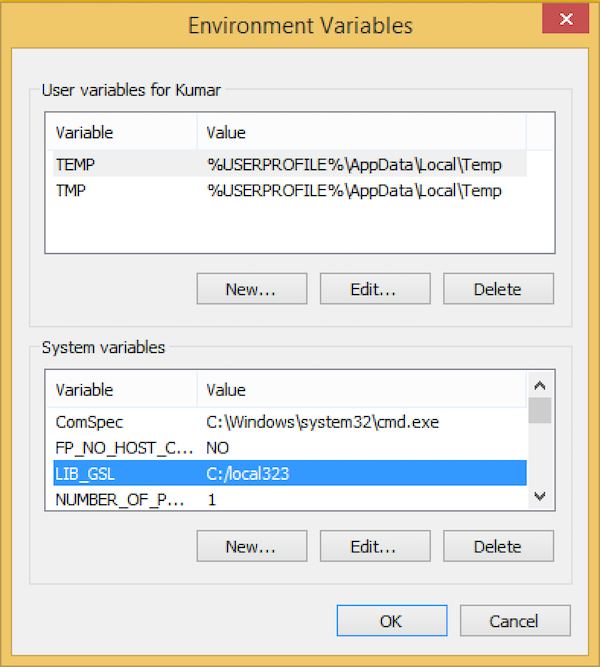 Environment Variables
User variables for Kumar
Variable Value
TEMP %USERPROFILE%\AppData\Local\Temp
TMP %USERPROFILE%\AppData\Local\Temp
New... Edit... Delete
System variables
Variable Value
ComSpec C:\Windows\system32\cmd.exe
FP_NO_HOST_C... NO
LIB_GSL C:/local323
NUMBER_OF_P... 1
New... Edit... Delete
OK Cancel